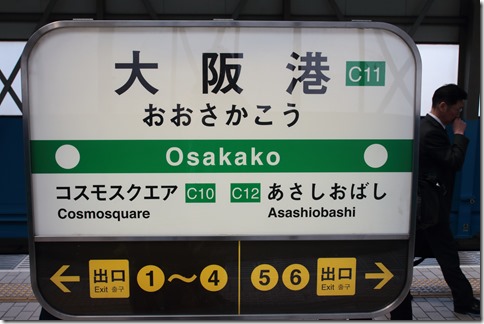 大阪港 C11
おおさかこう
Osakako
コスモスクエア C10 C12 あさしおばし
Cosmosquare Asashiobashi
← 出口 ①～④ ⑤⑥ 出口 →
Exit 출구 Exit 출구